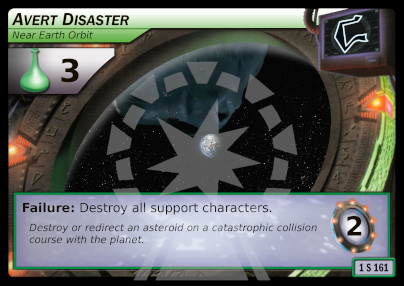 AVERT DISASTER
Near Earth Orbit
3
Failure: Destroy all support characters.
Destroy or redirect an asteroid on a catastrophic collision
course with the planet.
2
1 S 161